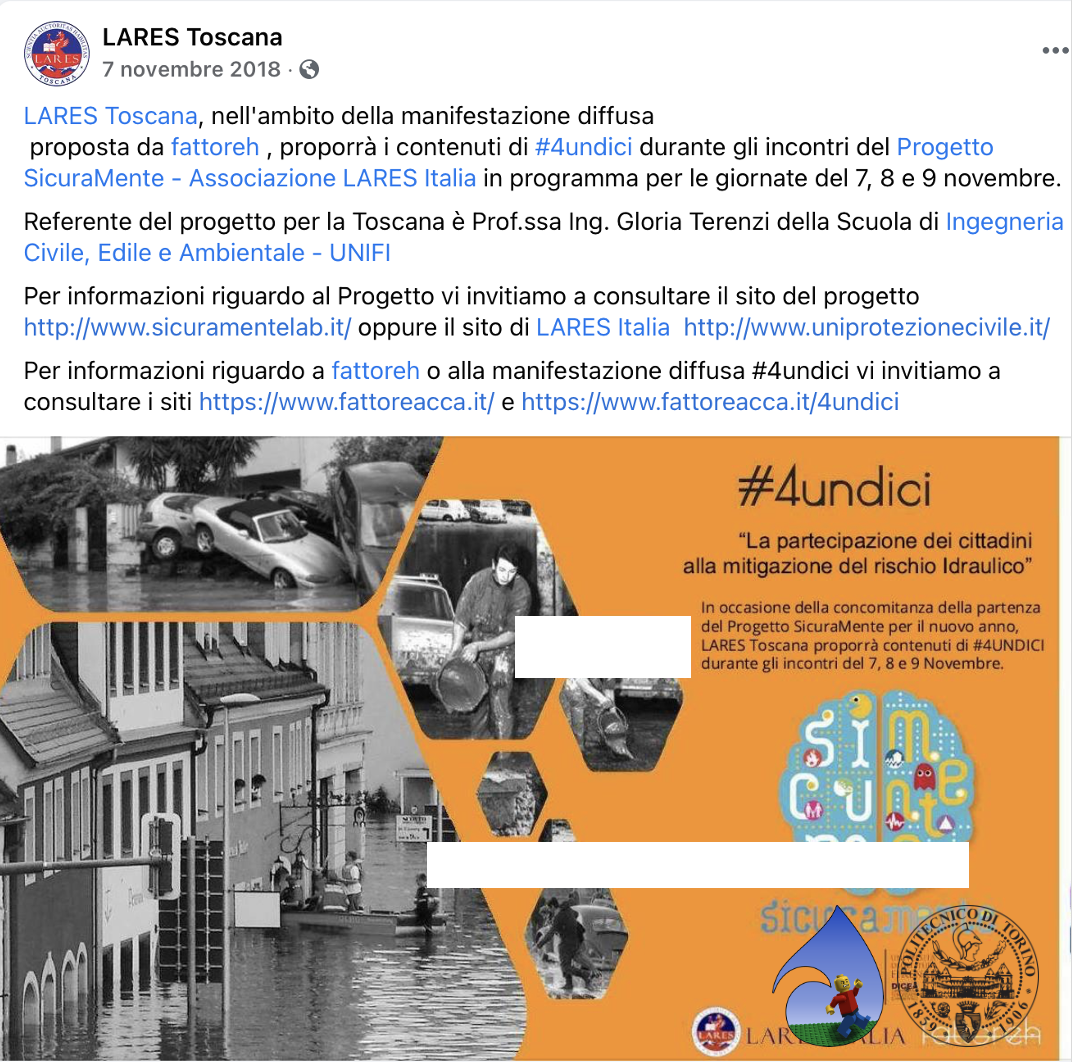 LARES Toscana
7 novembre 2018 ·
LARES Toscana, nell'ambito della manifestazione diffusa
proposta da fattoreh , proporrà i contenuti di #4undici durante gli incontri del Progetto
SicuraMente - Associazione LARES Italia in programma per le giornate del 7, 8 e 9 novembre.
Referente del progetto per la Toscana è Prof.ssa Ing. Gloria Terenzi della Scuola di Ingegneria
Civile, Edile e Ambientale - UNIFI
Per informazioni riguardo al Progetto vi invitiamo a consultare il sito del progetto
http://www.sicuramentelab.it/ oppure il sito di LARES Italia http://www.uniprotezionecivile.it/
Per informazioni riguardo a fattoreh o alla manifestazione diffusa #4undici vi invitiamo a
consultare i siti https://www.fattoreacca.it/ e https://www.fattoreacca.it/4undici
#4undici
“La partecipazione dei cittadini
alla mitigazione del rischio Idraulico”
In occasione della concomitanza della partenza
del Progetto SicuraMente per il nuovo anno,
LARES Toscana proporrà contenuti di #4UNDICI
durante gli incontri del 7, 8 e 9 Novembre.
POLITECNICO DI TORINO
1859 1906
LARES